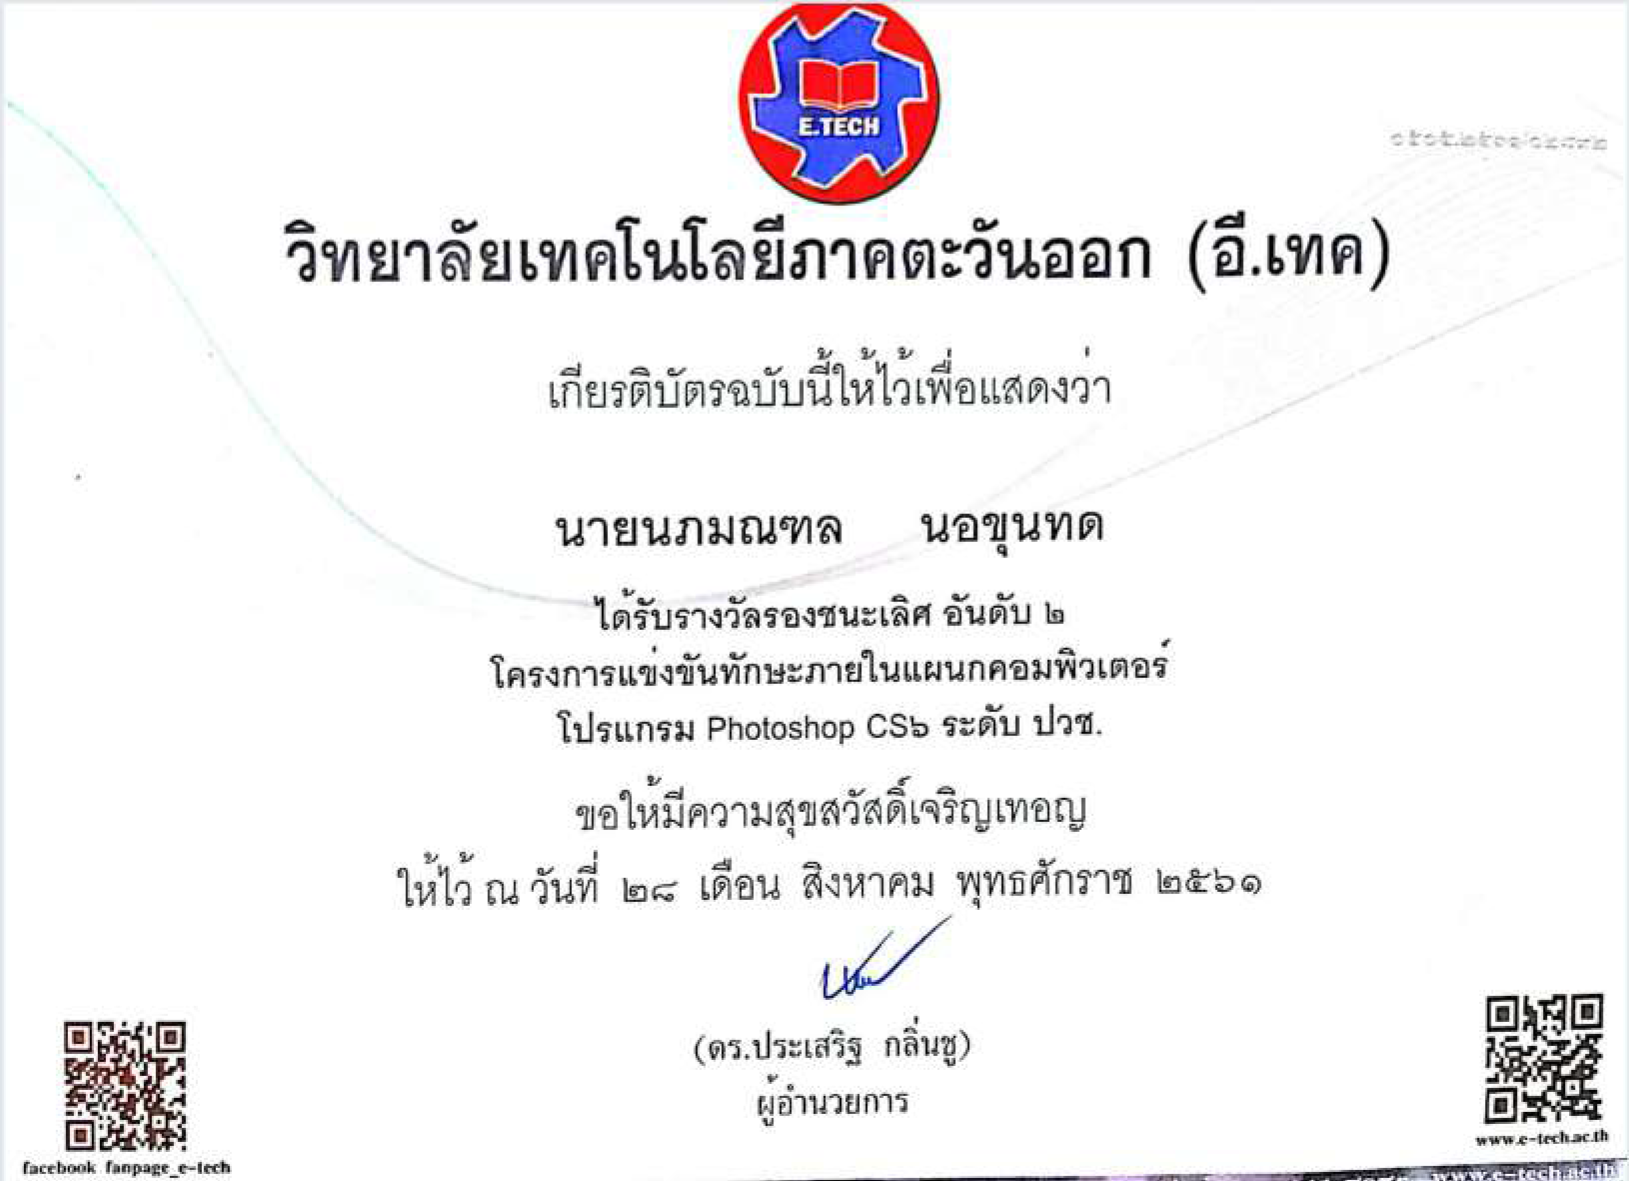 E.TECH
วิทยาลัยเทคโนโลยีภาคตะวันออก (อี.เทค)
เกียรติบัตรฉบับนี้ให้ไว้เพื่อแสดงว่า
นายนภมณฑล นอขุนทด
ได้รับรางวัลรองชนะเลิศ อันดับ ๒
โครงการแข่งขันทักษะภายในแผนกคอมพิวเตอร์
โปรแกรม Photoshop CS๖ ระดับ ปวช.
ขอให้มีความสุขสวัสดิ์เจริญเทอญ
ให้ไว้ ณ วันที่ ๒๘ เดือน สิงหาคม พุทธศักราช ๒๕๖๑
(ดร.ประเสริฐ กลิ่นชู)
ผู้อำนวยการ
facebook fanpage_e-tech
www.e-tech.ac.th
www.e-tech.ac.th